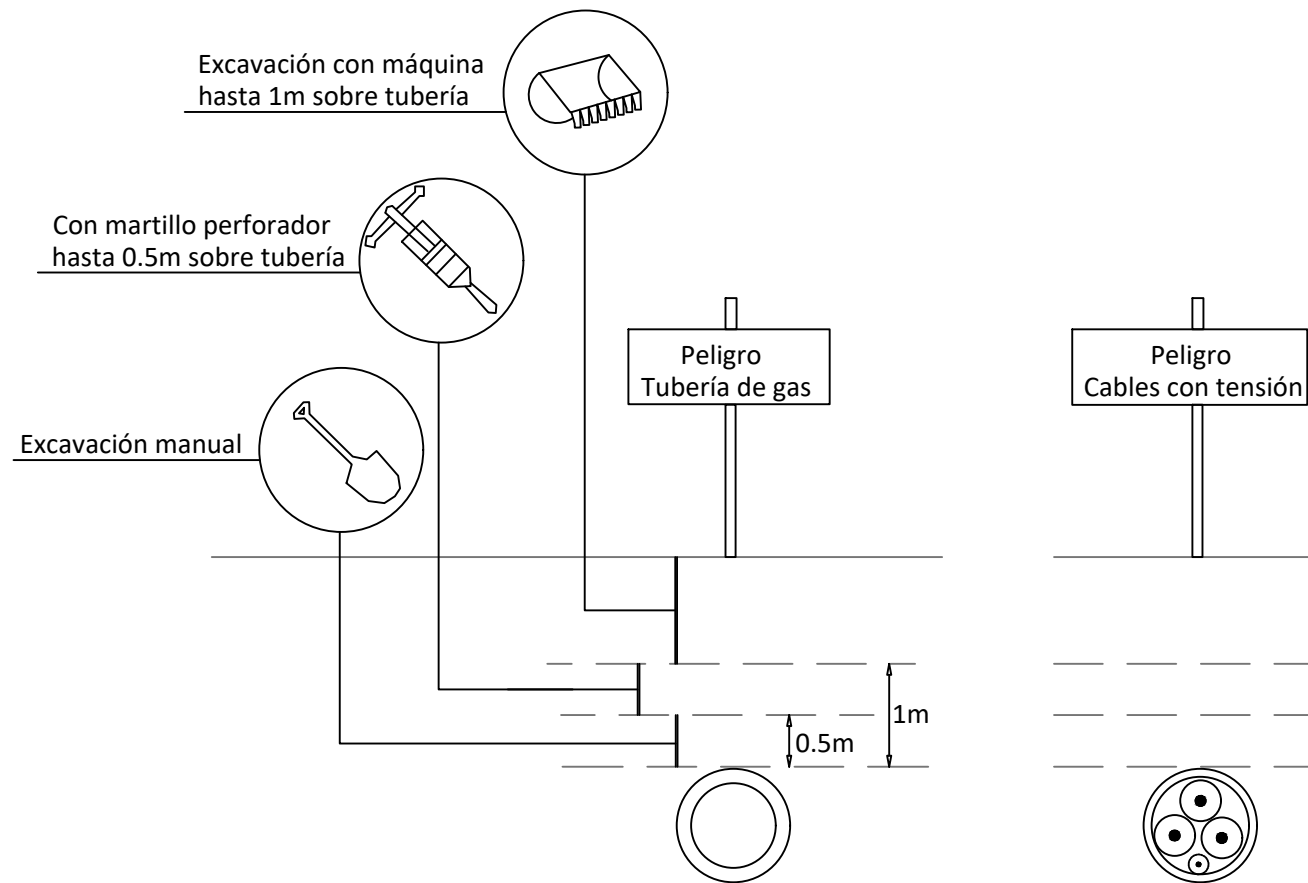 Excavación con máquina
hasta 1m sobre tubería
Con martillo perforador
hasta 0.5m sobre tubería
Excavación manual
Peligro
Tubería de gas
Peligro
Cables con tensión
1m
0.5m